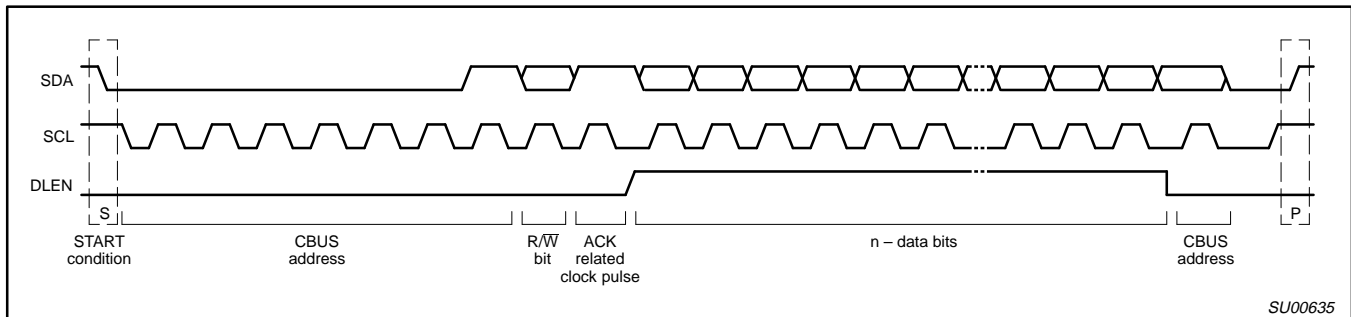 SDA
SCL
DLEN
S
P
START
condition
CBUS
address
R/W̅
bit
ACK
related
clock pulse
n – data bits
CBUS
address
SU00635